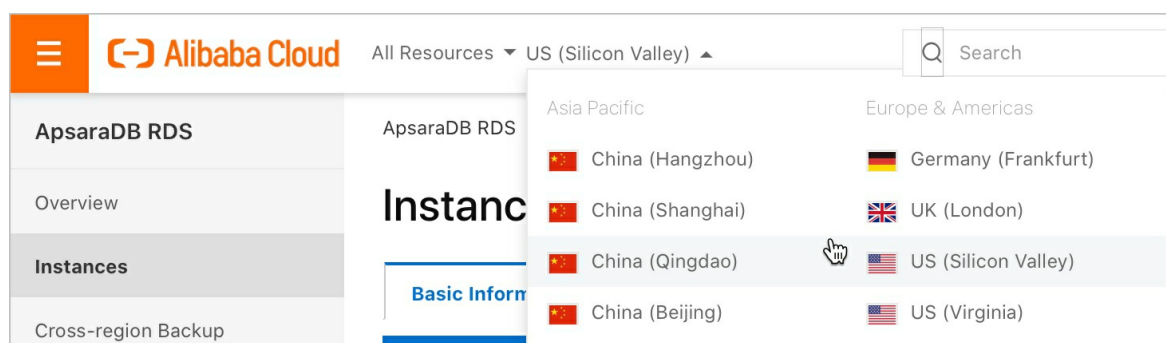 Alibaba Cloud All Resources US (Silicon Valley) Search
Asia Pacific Europe & Americas
ApsaraDB RDS ApsaraDB RDS
China (Hangzhou) Germany (Frankfurt)
Overview Instanc China (Shanghai) UK (London)
Instances China (Qingdao) US (Silicon Valley)
Basic Inform China (Beijing) US (Virginia)
Cross-region Backup